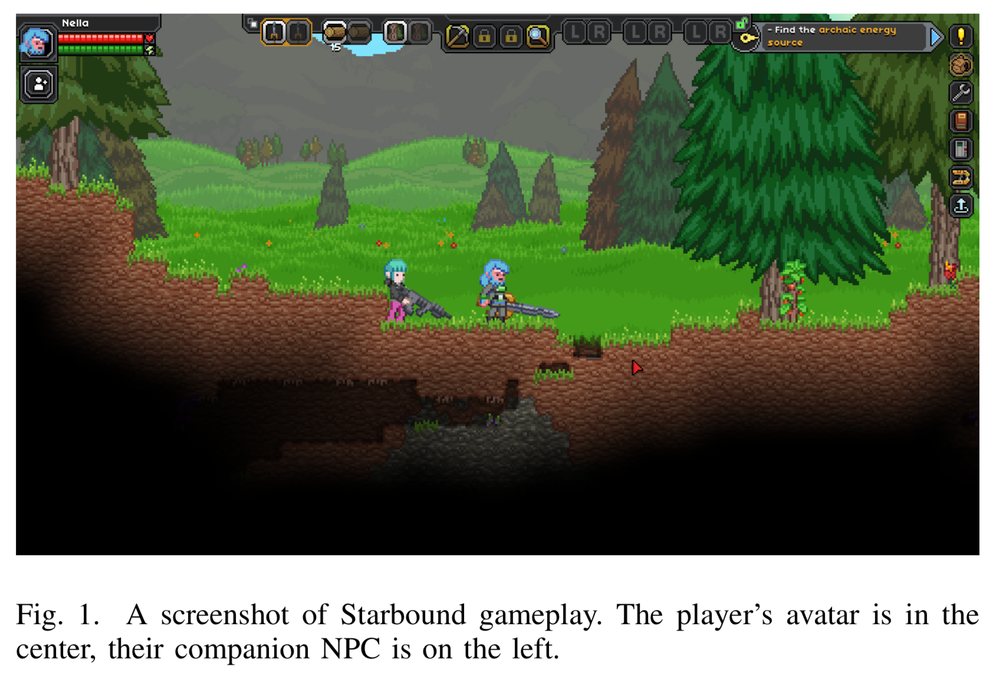 Nella
15
L R L R L R
- Find the archaic energy
source
Fig. 1. A screenshot of Starbound gameplay. The player's avatar is in the
center, their companion NPC is on the left.